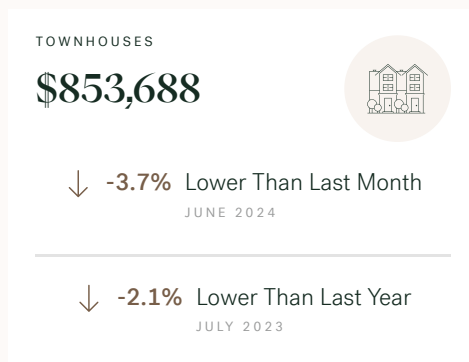 TOWNHOUSES
$853,688
-3.7% Lower Than Last Month
JUNE 2024
-2.1% Lower Than Last Year
JULY 2023